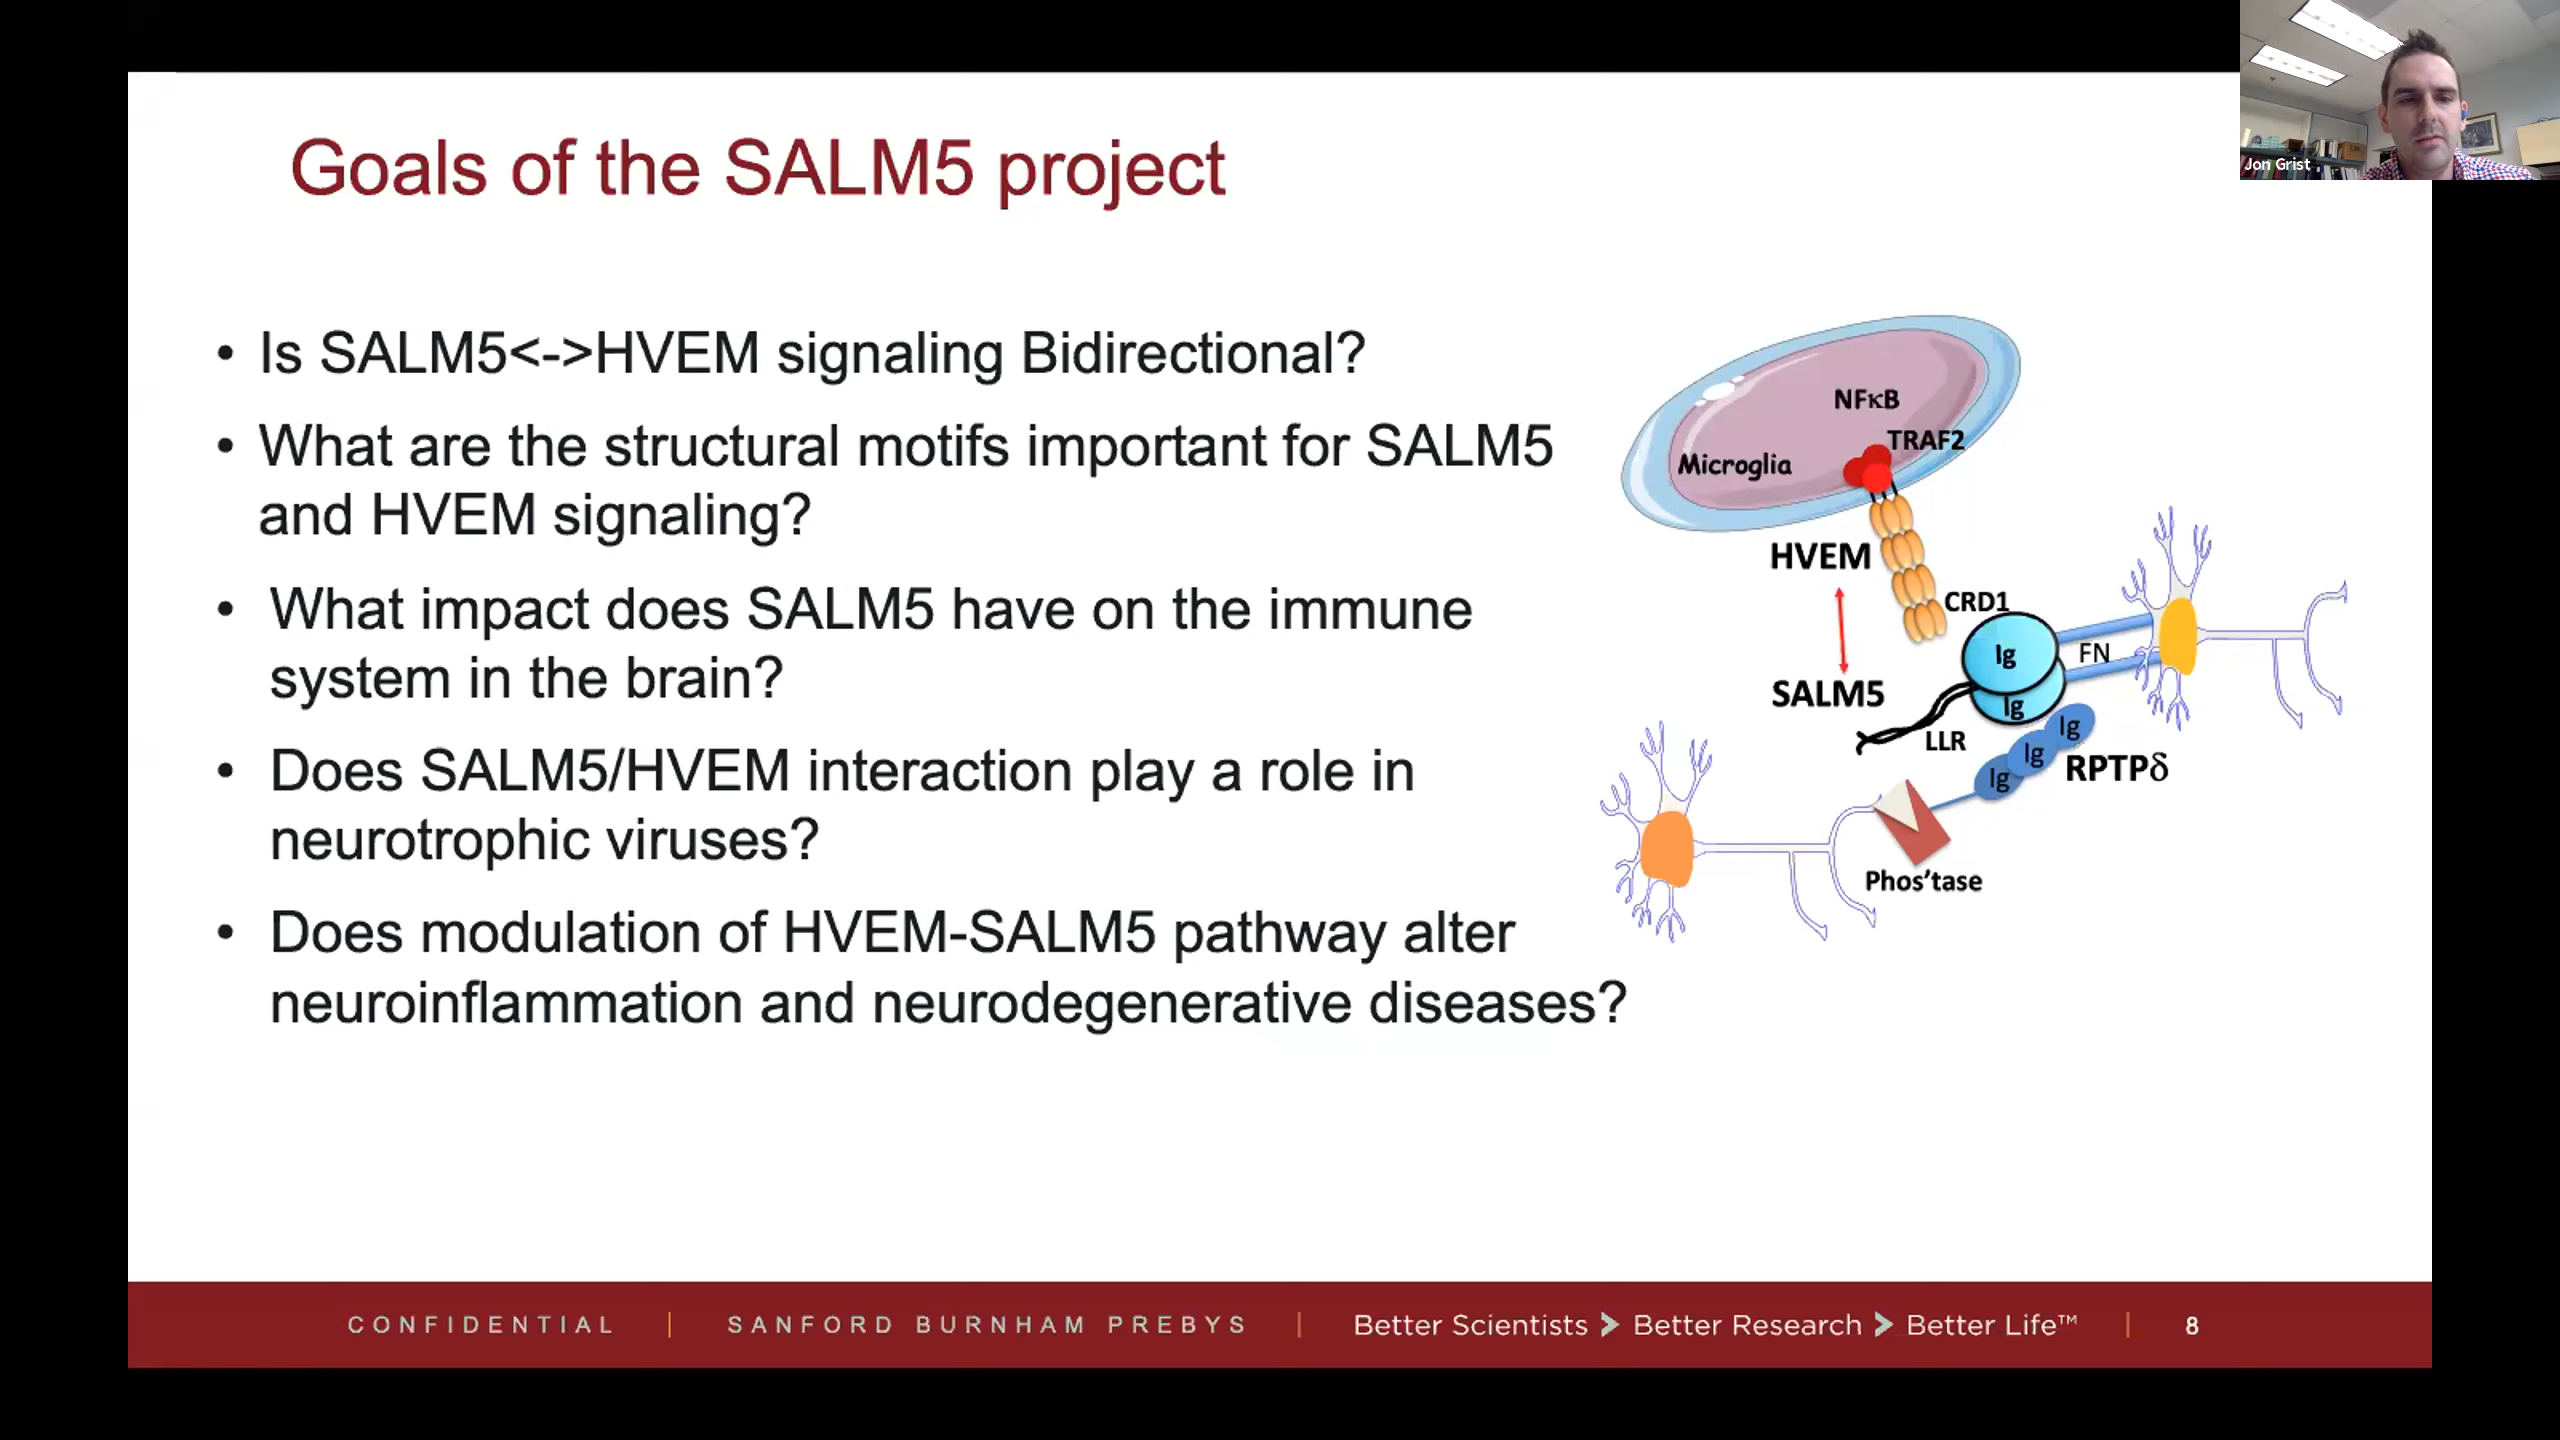 Jon Grist
Goals of the SALM5 project
• Is SALM5<->HVEM signaling Bidirectional?
• What are the structural motifs important for SALM5
and HVEM signaling?
• What impact does SALM5 have on the immune
system in the brain?
• Does SALM5/HVEM interaction play a role in
neurotrophic viruses?
• Does modulation of HVEM-SALM5 pathway alter
neuroinflammation and neurodegenerative diseases?
NFκB
TRAF2
Microglia
HVEM
CRD1
Ig
FN
SALM5
Ig
LLR
Ig
Ig
Ig
RPTPδ
Phos'tase
CONFIDENTIAL | SANFORD BURNHAM PREBYS | Better Scientists > Better Research > Better Life™ | 8